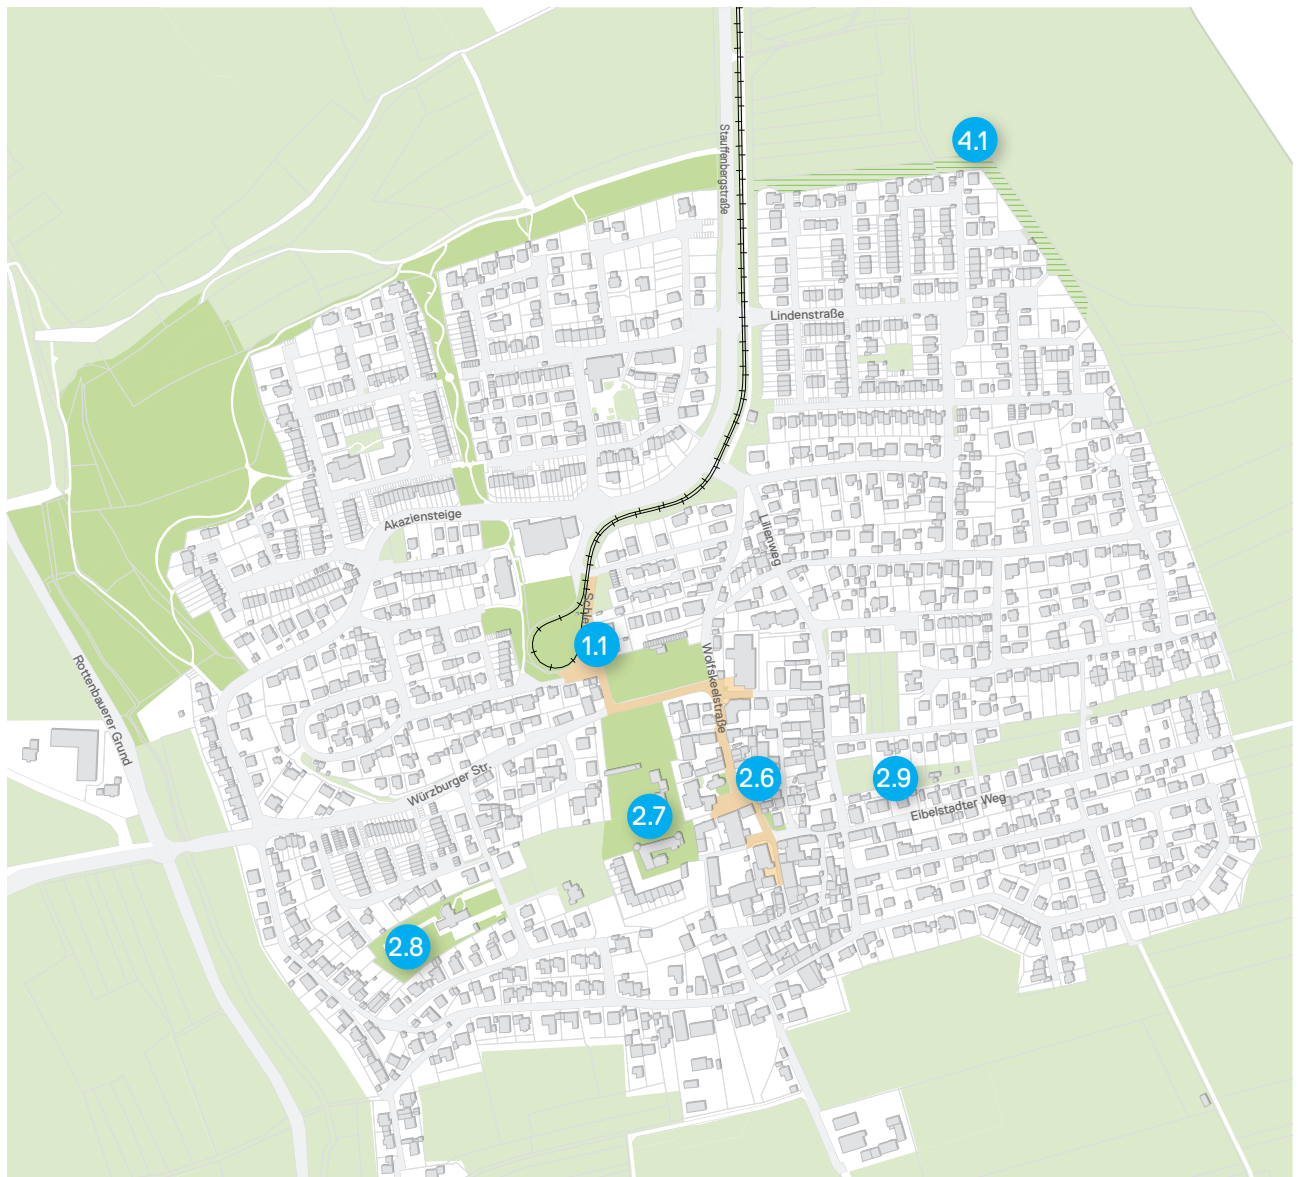 4.1
Stauffenbergstraße
Lindenstraße
Akaziensteige
Lilienweg
1.1
Wolfskeelstraße
Rottenbauerer Grund
Würzburger Str.
2.6
2.9
2.7
Eibelstadter Weg
2.8